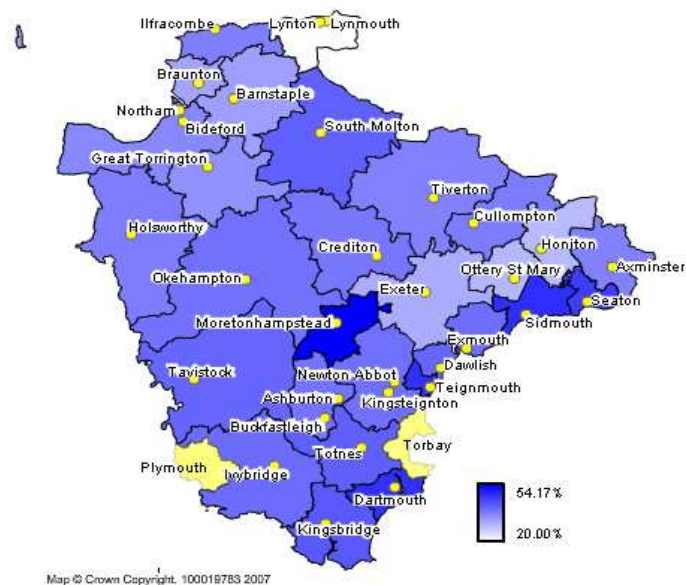 Ilfracombe
Lynton
Lynmouth
Braunton
Barnstaple
Northam
Bideford
South Molton
Great Torrington
Tiverton
Cullompton
Holsworthy
Crediton
Honiton
Okehampton
Exeter
Ottery St Mary
Axminster
Seaton
Moretonhampstead
Sidmouth
Exmouth
Tavistock
Newton Abbot
Dawlish
Ashburton
Kingsteignton
Teignmouth
Buckfastleigh
Totnes
Torbay
Plymouth
Ivybridge
Dartmouth
54.17%
20.00%
Kingsbridge
Map © Crown Copyright. 100019783 2007